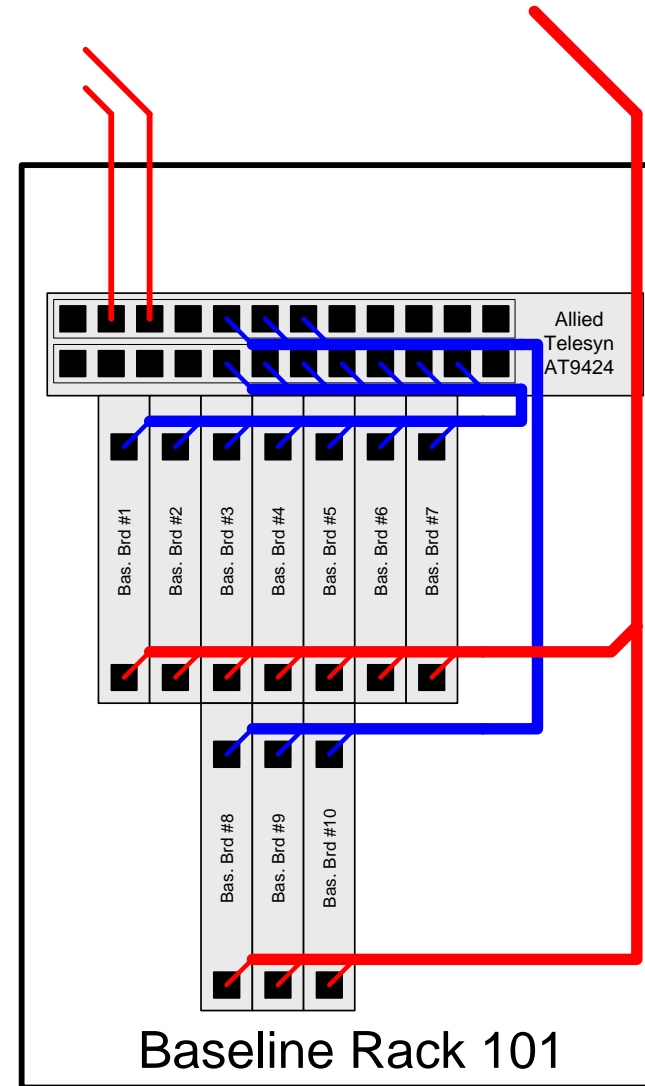 Allied
Telesyn
AT9424
Bas. Brd #1
Bas. Brd #2
Bas. Brd #3
Bas. Brd #4
Bas. Brd #5
Bas. Brd #6
Bas. Brd #7
Bas. Brd #8
Bas. Brd #9
Bas. Brd #10
Baseline Rack 101